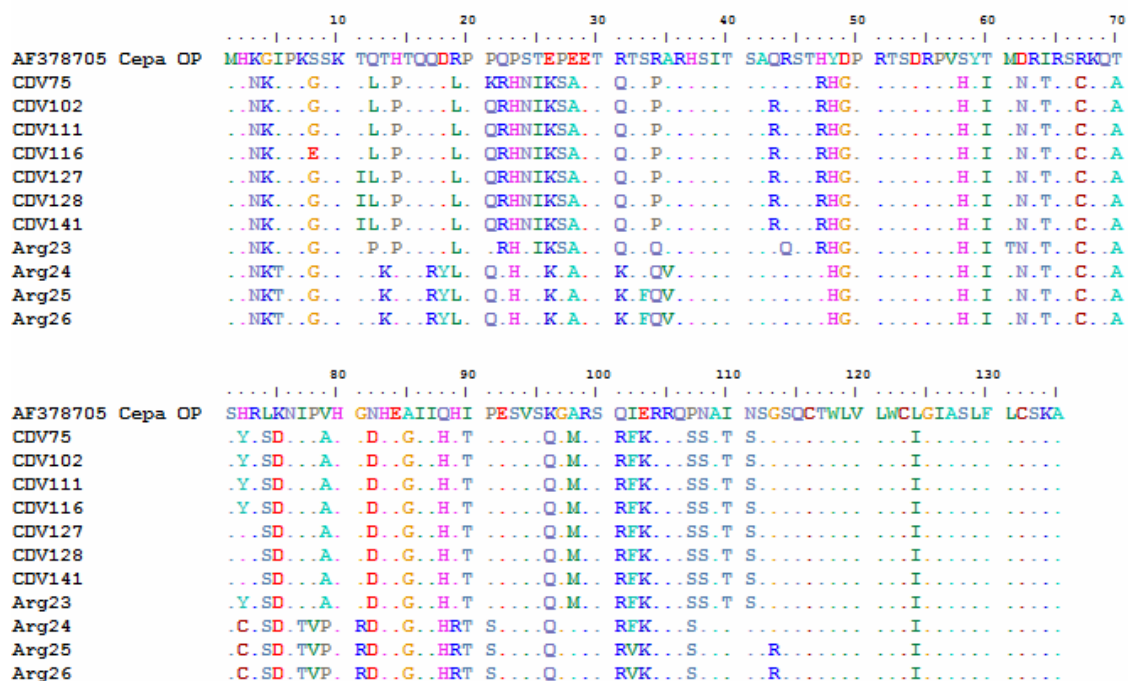 10 20 30 40 50 60 70
AF378705 Cepa OP MHKGIPKSSK TQTHTQQDRP PQPSTEPEET RTSRARHSIT SAQRSTHYDP RTSDRPVSYT MDRIRSRKQT
CDV75 ..NK...G.. .L.P....L. KRHNIKSA.. Q..P...... ......RHG. .......H.I .N.T..C..A
CDV102 ..NK...G.. .L.P....L. QRHNIKSA.. Q..P...... ..R...RHG. .......H.I .N.T..C..A
CDV111 ..NK...G.. .L.P....L. QRHNIKSA.. Q..P...... ..R...RHG. .......H.I .N.T..C..A
CDV116 ..NK...E.. .L.P....L. QRHNIKSA.. Q..P...... ..R...RHG. .......H.I .N.T..C..A
CDV127 ..NK...G.. IL.P....L. QRHNIKSA.. Q..P...... ..R...RHG. .......H.I .N.T..C..A
CDV128 ..NK...G.. IL.P....L. QRHNIKSA.. Q..P...... ..R...RHG. .......H.I .N.T..C..A
CDV141 ..NK...G.. IL.P....L. QRHNIKSA.. Q..P...... ..R...RHG. .......H.I .N.T..C..A
Arg23 ..NK...G.. .P.P....L. .RH.IKSA.. Q..Q...... ...Q..RHG. .......H.I TN.T..C..A
Arg24 ..NKT..G.. ..K...RYL. Q.H..K.A.. K..QV..... .......HG. .......H.I .N.T..C..A
Arg25 ..NKT..G.. ..K...RYL. Q.H..K.A.. K.FQV..... .......HG. .......H.I .N.T..C..A
Arg26 ..NKT..G.. ..K...RYL. Q.H..K.A.. K.FQV..... .......HG. .......H.I .N.T..C..A
80 90 100 110 120 130
AF378705 Cepa OP SHRLKNIPVH GNHEAIIQHI PESVSKGARS QIERRQPNAI NSGSQCTWLV LWCLGIASLF LCSKA
CDV75 .Y.SD...A. .D..G..H.T .....Q.M.. RFK...SS.T S......... ...I...... .....
CDV102 .Y.SD...A. .D..G..H.T .....Q.M.. RFK...SS.T S......... ...I...... .....
CDV111 .Y.SD...A. .D..G..H.T .....Q.M.. RFK...SS.T S......... ...I...... .....
CDV116 .Y.SD...A. .D..G..H.T .....Q.M.. RFK...SS.T S......... ...I...... .....
CDV127 ...SD...A. .D..G..H.T .....Q.M.. RFK...SS.T S......... ...I...... .....
CDV128 ...SD...A. .D..G..H.T .....Q.M.. RFK...SS.T S......... ...I...... .....
CDV141 ...SD...A. .D..G..H.T .....Q.M.. RFK...SS.T S......... ...I...... .....
Arg23 .Y.SD...A. .D..G..H.T .....Q.M.. RFK...SS.T S......... ...I...... .....
Arg24 .C.SD.TVP. RD..G..HRT S....Q.... RFK...S... .......... ...I...... .....
Arg25 .C.SD.TVP. RD..G..HRT S....Q.... RVK...S... ..R....... ...I...... .....
Arg26 .C.SD.TVP. RD..G..HRT S....Q.... RVK...S... ..R....... ...I...... .....